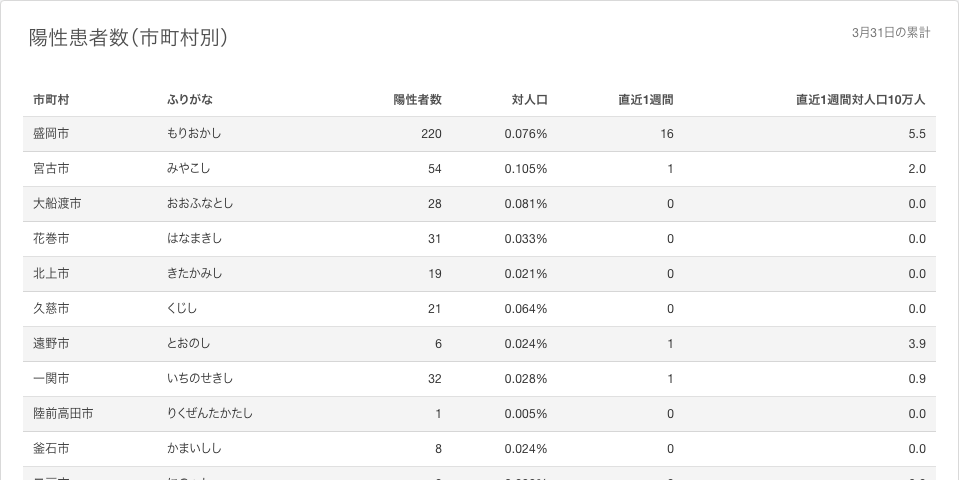 陽性患者数（市町村別）
3月31日の累計
市町村 ふりがな 陽性者数 対人口 直近1週間 直近1週間対人口10万人
盛岡市 もりおかし 220 0.076% 16 5.5
宮古市 みやこし 54 0.105% 1 2.0
大船渡市 おおふなとし 28 0.081% 0 0.0
花巻市 はなまきし 31 0.033% 0 0.0
北上市 きたかみし 19 0.021% 0 0.0
久慈市 くじし 21 0.064% 0 0.0
遠野市 とおのし 6 0.024% 1 3.9
一関市 いちのせきし 32 0.028% 1 0.9
陸前高田市 りくぜんたかたし 1 0.005% 0 0.0
釜石市 かまいしし 8 0.024% 0 0.0